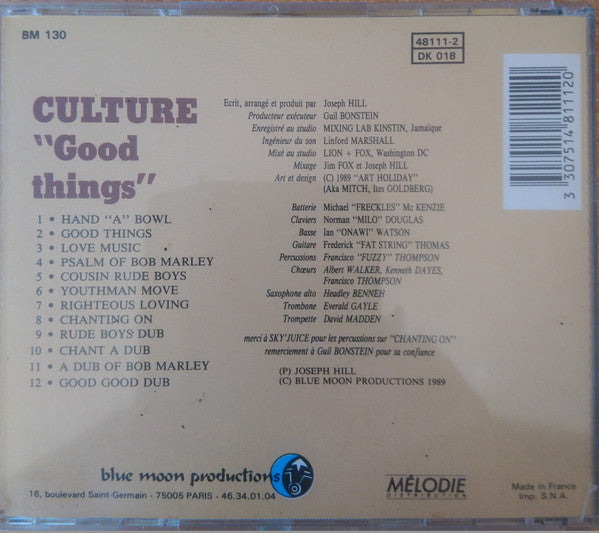 BM 130
48111-2
DK 018
3 307514 811120
CULTURE
"Good
things"
1 • HAND "A" BOWL
2 • GOOD THINGS
3 • LOVE MUSIC
4 • PSALM OF BOB MARLEY
5 • COUSIN RUDE BOYS
6 • YOUTHMAN MOVE
7 • RIGHTEOUS LOVING
8 • CHANTING ON
9 • RUDE BOYS DUB
10 • CHANT A DUB
11 • A DUB OF BOB MARLEY
12 • GOOD GOOD DUB
Ecrit, arrangé et produit par Joseph HILL
Producteur exécuteur Guil BONSTEIN
Enregistré au studio MIXING LAB KINSTIN, Jamaïque
Ingénieur du son Linford MARSHALL
Mixé au studio LION + FOX, Washington DC
Mixage Jim FOX et Joseph HILL
Art et design (C) 1989 "ART HOLIDAY"
(Aka MITCH, Ites GOLDBERG)
Batterie Michael "FRECKLES" Mc KENZIE
Claviers Norman "MILO" DOUGLAS
Basse Ian "ONAWI" WATSON
Guitare Frederick "FAT STRING" THOMAS
Percussions Francisco "FUZZY" THOMPSON
Chœurs Albert WALKER, Kenneth DAYES,
Francisco THOMPSON
Saxophone alto Headley BENNEH
Trombone Everald GAYLE
Trompette David MADDEN
merci à SKY'JUICE pour les percussions sur "CHANTING ON"
remerciement à Guil BONSTEIN pour sa confiance
(P) JOSEPH HILL
(C) BLUE MOON PRODUCTIONS 1989
blue moon productions
16, boulevard Saint-Germain - 75005 PARIS - 46.34.01.04
MÉLODIE
DISTRIBUTION
Made in France
Imp. S.N.A.